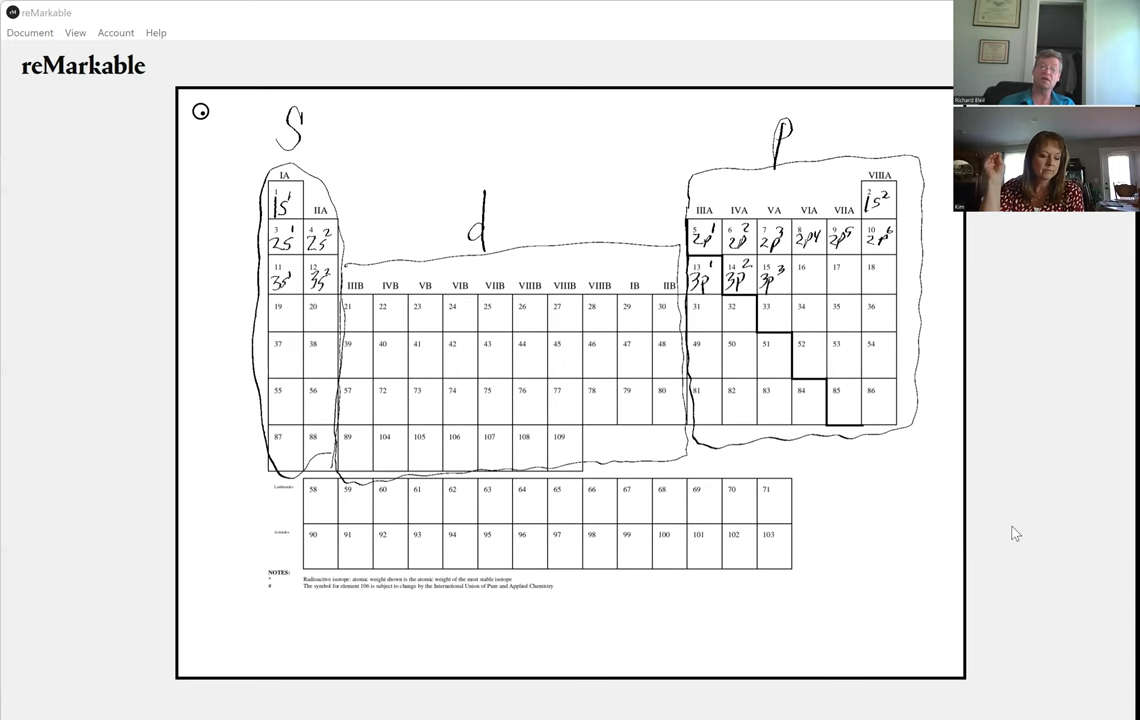 reMarkable
Document View Account Help
reMarkable
S
p
d
IA
VIIIA
1 1s¹
2 1s²
IIA
IIIA IVA VA VIA VIIA
3 2s¹ 4 2s² 5 2p¹ 6 2p² 7 2p³ 8 2p4 9 2p5 10 2p6
11 3s¹ 12 3s² 13 3p¹ 14 3p² 15 3p³ 16 17 18
IIIB IVB VB VIB VIIB VIIIB VIIIB VIIIB IB IIB
19 20 21 22 23 24 25 26 27 28 29 30 31 32 33 34 35 36
37 38 39 40 41 42 43 44 45 46 47 48 49 50 51 52 53 54
55 56 57 72 73 74 75 76 77 78 79 80 81 82 83 84 85 86
87 88 89 104 105 106 107 108 109
58 59 60 61 62 63 64 65 66 67 68 69 70 71
90 91 92 93 94 95 96 97 98 99 100 101 102 103
NOTES:
* Radioactive isotope: atomic weight shown is the atomic weight of the most stable isotope
# The symbol for element 106 is subject to change by the International Union of Pure and Applied Chemistry
Richard Bleil
Kim